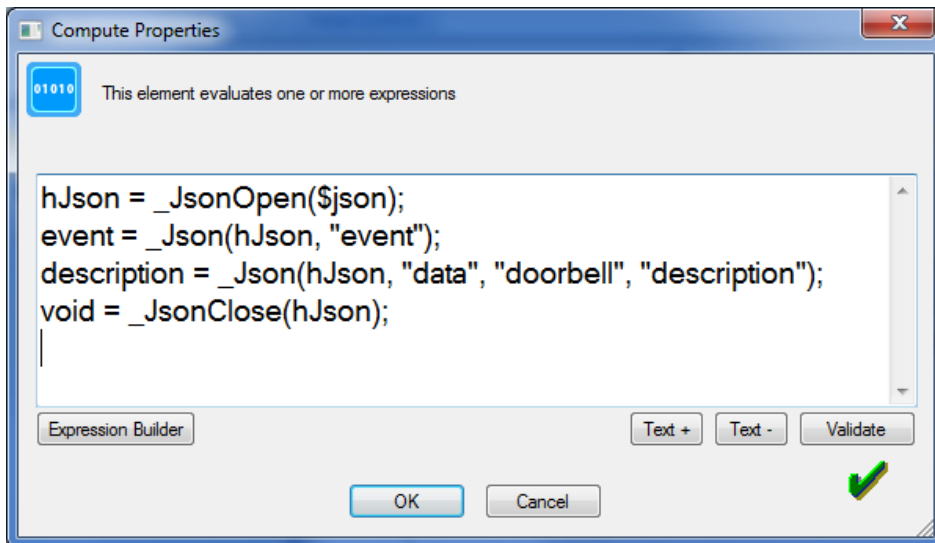 Compute Properties
X
01010
This element evaluates one or more expressions
hJson = _JsonOpen($json);
event = _Json(hJson, "event");
description = _Json(hJson, "data", "doorbell", "description");
void = _JsonClose(hJson);
Expression Builder
Text +
Text -
Validate
OK
Cancel